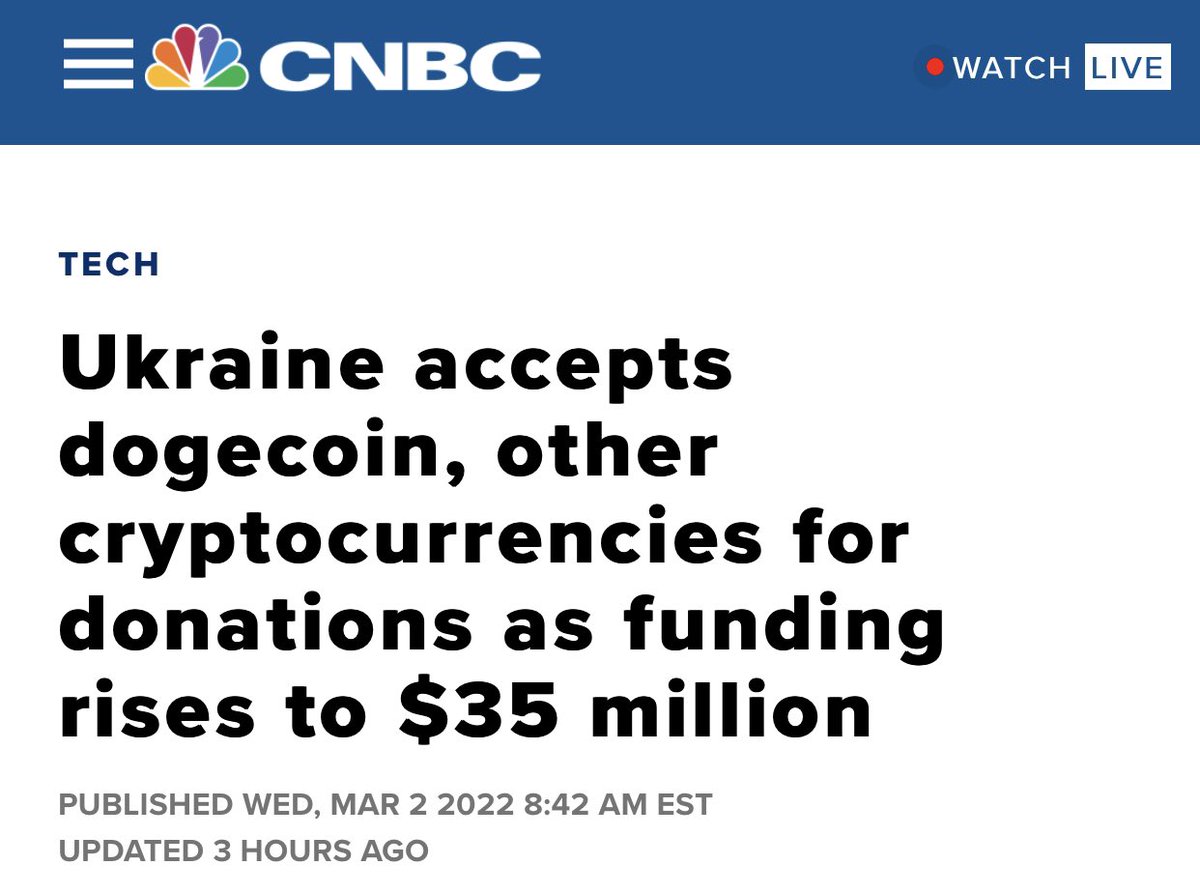 CNBC
WATCH LIVE
TECH
Ukraine accepts
dogecoin, other
cryptocurrencies for
donations as funding
rises to $35 million
PUBLISHED WED, MAR 2 2022 8:42 AM EST
UPDATED 3 HOURS AGO